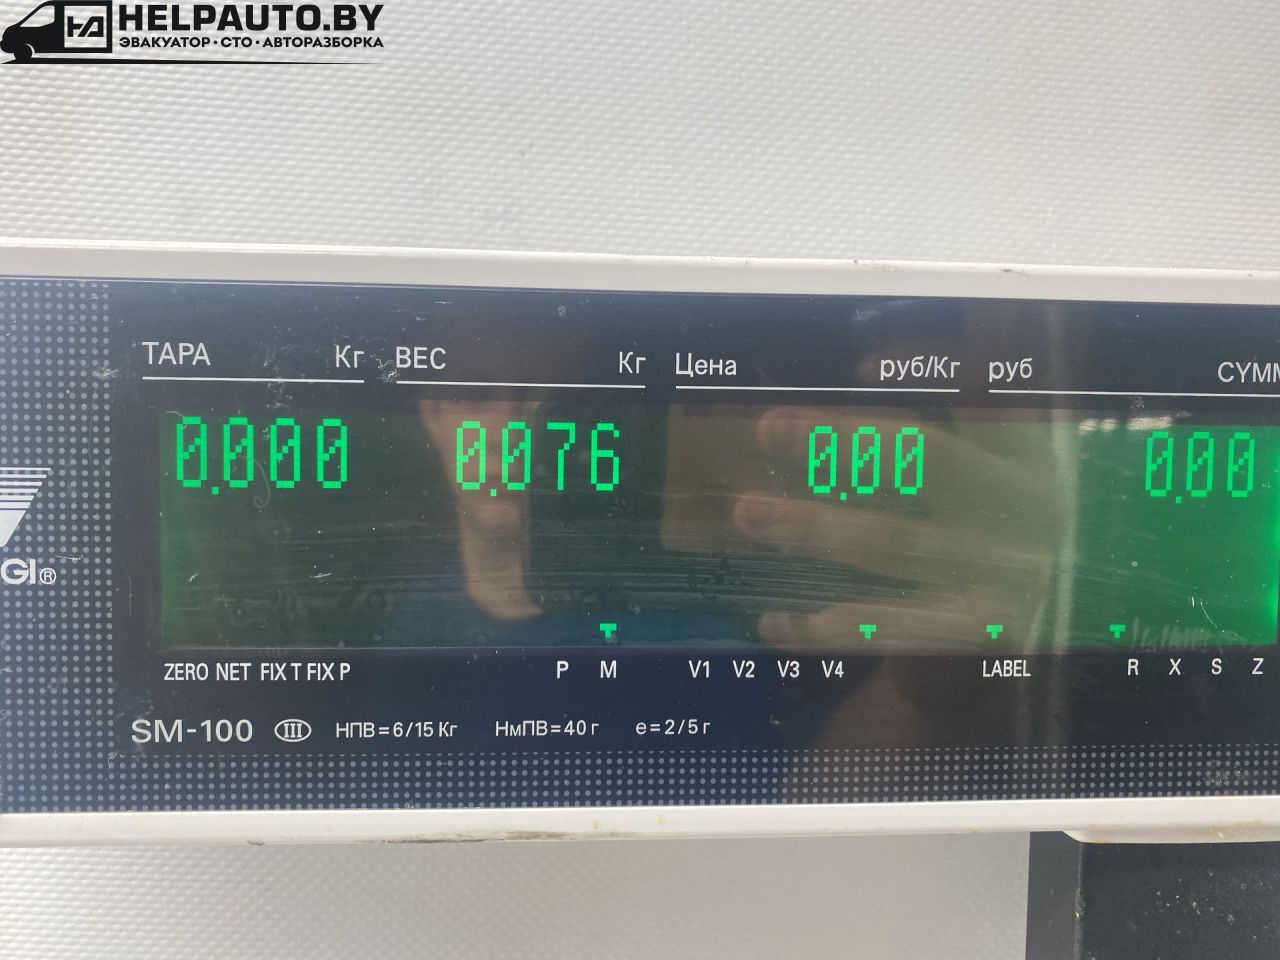 HELPAUTO.BY
ЭВАКУАТОР • СТО • АВТОРАЗБОРКА
ТАРА Кг ВЕС Кг Цена руб/Кг руб
0.000 0.076 0.00 0.00
GI®
ZERO NET FIX T FIX P P M V1 V2 V3 V4 LABEL R X S Z
SM-100 III НПВ=6/15 Кг НмПВ=40 г е=2/5 г